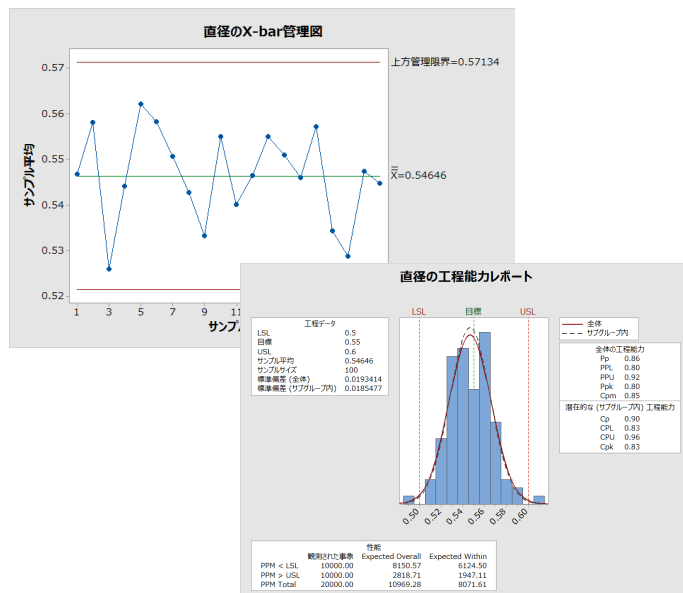 直径のX-bar管理図
上方管理限界=0.57134
X=0.54646
サンプル平均
0.57
0.56
0.55
0.54
0.53
0.52
1 3 5 7 9
サンプ
直径の工程能力レポート
LSL 目標 USL
工程データ
LSL 0.5
目標 0.55
USL 0.6
サンプル平均 0.54646
サンプルサイズ 100
標準偏差 (全体) 0.0193414
標準偏差 (サブグループ内) 0.0185477
全体
サブグループ内
全体の工程能力
Pp 0.86
PPL 0.80
PPU 0.92
Ppk 0.80
Cpm 0.85
潜在的な (サブグループ内) 工程能力
Cp 0.90
CPL 0.83
CPU 0.96
Cpk 0.83
0.50 0.52 0.54 0.56 0.58 0.60
性能
観測された事象 Expected Overall Expected Within
PPM < LSL 10000.00 8150.57 6124.50
PPM > USL 10000.00 2818.71 1947.11
PPM Total 20000.00 10969.28 8071.61